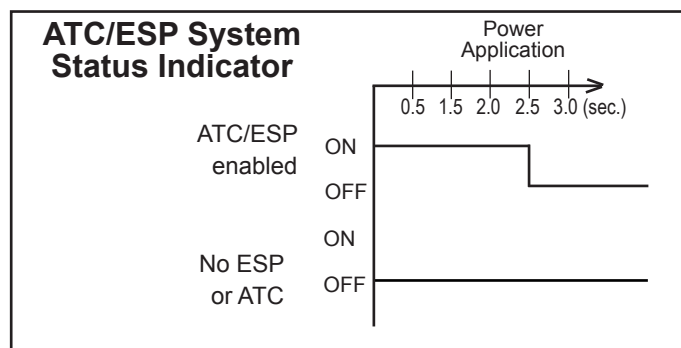 ATC/ESP System
Status Indicator
Power
Application
0.5 1.5 2.0 2.5 3.0 (sec.)
ATC/ESP
enabled
ON
OFF
ON
No ESP
or ATC
OFF